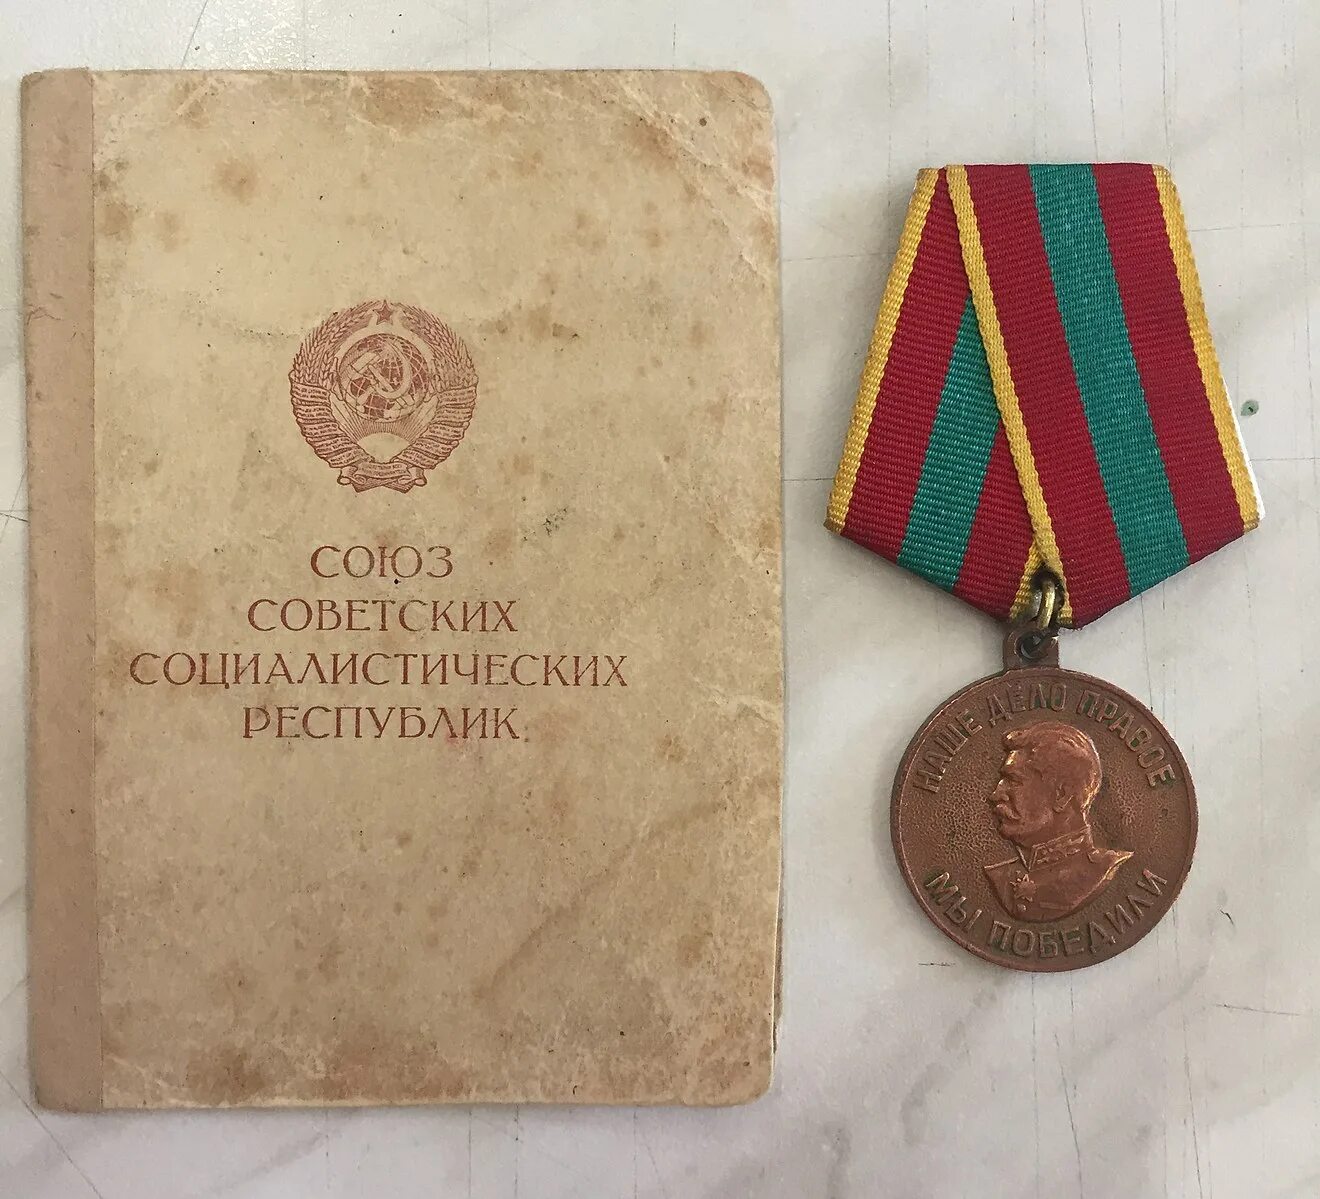 СОЮЗ
СОВЕТСКИХ
СОЦИАЛИСТИЧЕСКИХ
РЕСПУБЛИК
НАШЕ ДЕЛО ПРАВОЕ
МЫ ПОБЕДИЛИ